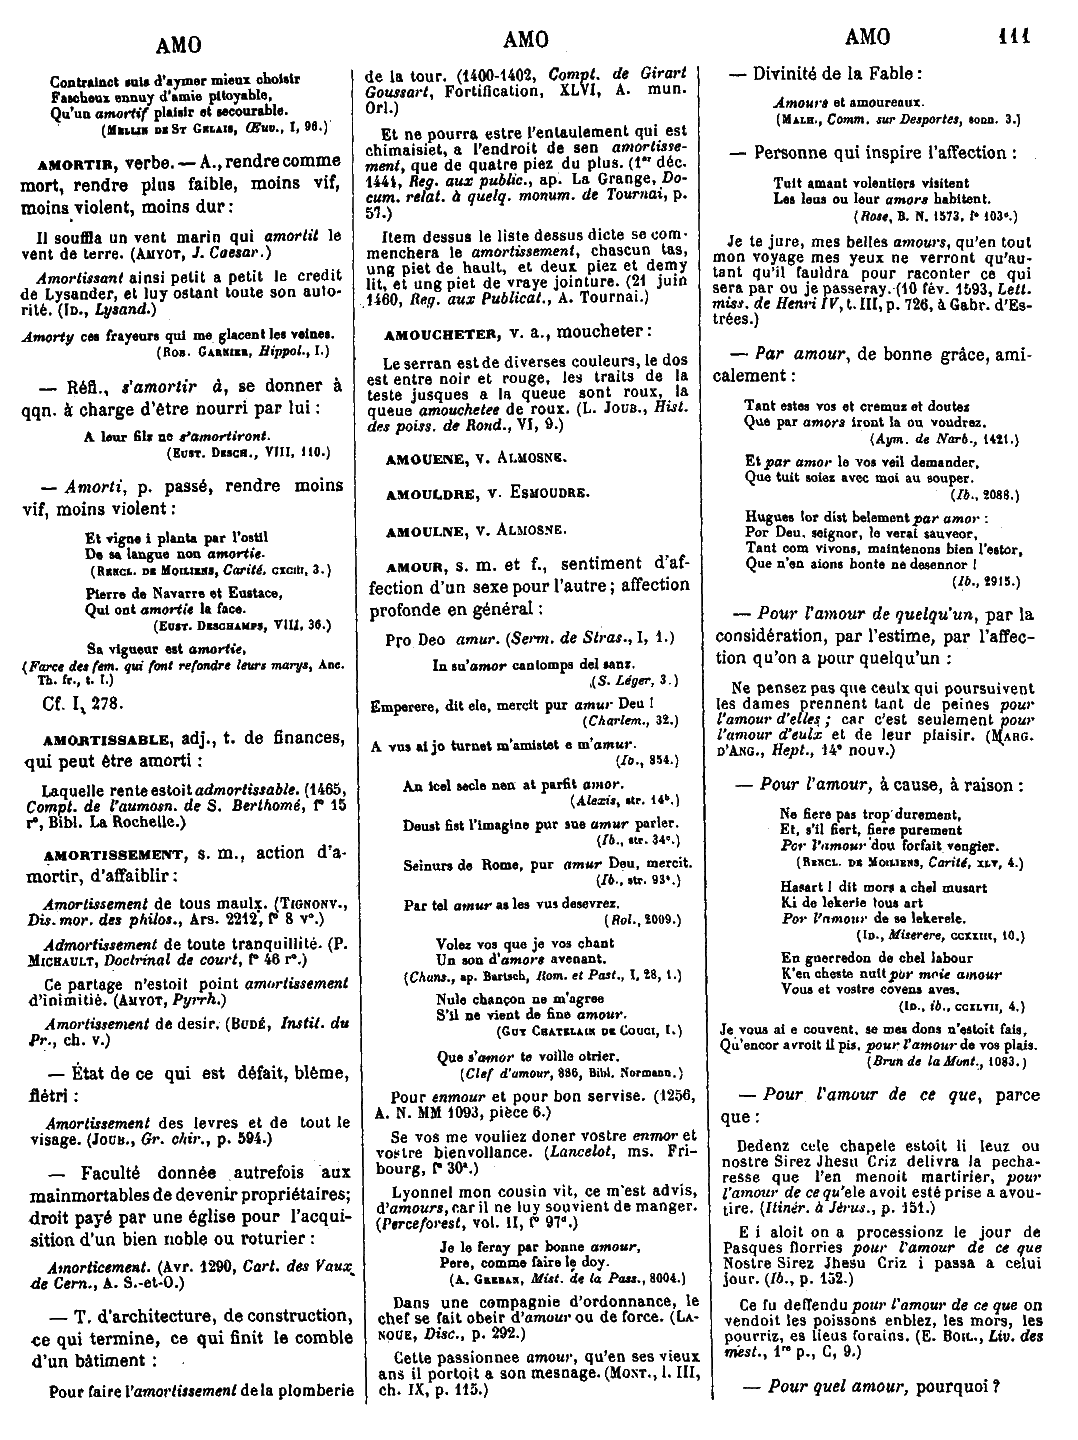 AMO
AMO
AMO 111
Contrainct suis d'aymer mieux choisir
Fascheux ennuy d'amie pitoyable,
Qu'un amortif plaisir et secourable.
(MELLIN DE ST GELAIS, Œuv., I, 96.)
AMORTIR, verbe. — A., rendre comme
mort, rendre plus faible, moins vif,
moins violent, moins dur :
Il souffla un vent marin qui amortit le
vent de terre. (AMYOT, J. Caesar.)
Amortissant ainsi petit a petit le credit
de Lysander, et luy ostant toute son auto-
rité. (ID., Lysand.)
Amorty ces frayeurs qui me glacent les veines.
(ROB. GARNIER, Hippol., I.)
— Réfl., s'amortir à, se donner à
qqn. à charge d'être nourri par lui :
A leur filz ne s'amortiront.
(EUST. DESCH., VIII, 110.)
— Amorti, p. passé, rendre moins
vif, moins violent :
Et vigne i planta par l'ostil
De sa langue non amortie.
(RENCL. DE MOILIENS, Carité, CXCIII, 3.)
Pierre de Navarre et Eustace,
Qui ont amortie la face.
(EUST. DESCHAMPS, VIII, 36.)
Sa vigueur est amortie,
(Farce des fem. qui font refondre leurs marys, Anc.
Th. fr., t. I.)
Cf. I, 278.
AMORTISSABLE, adj., t. de finances,
qui peut être amorti :
Laquelle rente estoit admortissable. (1465,
Compt. de l'aumosn. de S. Berthomé, f° 15
r°, Bibl. La Rochelle.)
AMORTISSEMENT, s. m., action d'a-
mortir, d'affaiblir :
Amortissement de tous maulx. (TIGNONV.,
Dis. mor. des philos., Ars. 2212, f° 8 v°.)
Admortissement de toute tranquillité. (P.
MICHAULT, Doctrinal de court, f° 46 r°.)
Ce partage n'estoit point amortissement
d'inimitié. (AMYOT, Pyrrh.)
Amortissement de desir. (BUDÉ, Instit. du
Pr., ch. v.)
— État de ce qui est défait, blême,
flétri :
Amortissement des levres et de tout le
visage. (JOUB., Gr. chir., p. 594.)
— Faculté donnée autrefois aux
mainmortables de devenir propriétaires;
droit payé par une église pour l'acqui-
sition d'un bien noble ou roturier :
Amorticement. (Avr. 1290, Cart. des Vaux
de Cern., A. S.-et-O.)
— T. d'architecture, de construction,
ce qui termine, ce qui finit le comble
d'un bâtiment :
Pour faire l'amortissement de la plomberie
de la tour. (1400-1402, Compt. de Girart
Goussart, Fortification, XLVI, A. mun.
Orl.)
Et ne pourra estre l'entaulement qui est
chimaisiet, a l'endroit de sen amortisse-
ment, que de quatre piez du plus. (1er déc.
1441, Reg. aux public., ap. La Grange, Do-
cum. relat. à quelq. monum. de Tournai, p.
57.)
Item dessus le liste dessus dicte se com-
menchera le amortissement, chascun tas,
ung piet de hault, et deux piez et demy
lit, et ung piet de vraye jointure. (21 juin
1460, Reg. aux Publicat., A. Tournai.)
AMOUCHETER, v. a., moucheter :
Le serran est de diverses couleurs, le dos
est entre noir et rouge, les traits de la
teste jusques a la queue sont roux, la
queue amouchetee de roux. (L. JOUB., Hist.
des poiss. de Rond., VI, 9.)
AMOUENE, v. ALMOSNE.
AMOULDRE, v. ESMOUDRE.
AMOULNE, v. ALMOSNE.
AMOUR, s. m. et f., sentiment d'af-
fection d'un sexe pour l'autre ; affection
profonde en général :
Pro Deo amur. (Serm. de Stras., I, 1.)
In su'amor cantomps del sanz.
(S. Léger, 3.)
Emperere, dit ele, mercit pur amur Deu !
(Charlem., 32.)
A vus ai jo turnet m'amistet e m'amur.
(Ib., 854.)
An icel secle nen at parfit amor.
(Alexis, str. 14b.)
Deust fist l'imagine pur sue amur parler.
(Ib., str. 34c.)
Seinurs de Rome, pur amur Deu, mercit.
(Ib., str. 93a.)
Par tel amur as les vus desevrez.
(Rol., 2009.)
Volez vos que je vos chant
Un son d'amors avenant.
(Chans., ap. Bartsch, Rom. et Past., I, 28, 1.)
Nule chançon ne m'agree
S'il ne vient de fine amour.
(GUY CHATELAIN DE COUCI, I.)
Que s'amor te voille otrier.
(Clef d'amour, 886, Bibl. Normann.)
Pour enmour et pour bon servise. (1256,
A. N. MM 1093, pièce 6.)
Se vos me vouliez doner vostre enmor et
vostre bienvollance. (Lancelot, ms. Fri-
bourg, f° 30a.)
Lyonnel mon cousin vit, ce m'est advis,
d'amours, car il ne luy souvient de manger.
(Perceforest, vol. II, f° 97d.)
Je le feray par bonne amour,
Pere, comme faire le doy.
(A. GREBAN, Mist. de la Pass., 8004.)
Dans une compagnie d'ordonnance, le
chef se fait obeir d'amour ou de force. (LA-
NOUE, Disc., p. 292.)
Cette passionnee amour, qu'en ses vieux
ans il portoit a son mesnage. (MONT., l. III,
ch. IX, p. 115.)
— Divinité de la Fable :
Amours et amoureaux.
(MALH., Comm. sur Desportes, sonn. 3.)
— Personne qui inspire l'affection :
Tuit amant volentiers visitent
Les leus ou leur amors habitent.
(Rose, B. N. 1573, f° 103c.)
Je te jure, mes belles amours, qu'en tout
mon voyage mes yeux ne verront qu'au-
tant qu'il fauldra pour raconter ce qui
sera par ou je passeray. (10 fév. 1593, Lett.
miss. de Henri IV, t. III, p. 726, à Gabr. d'Es-
trées.)
— Par amour, de bonne grâce, ami-
calement :
Tant estes vos et cremuz et doutez
Que par amors iront la ou voudrez.
(Aym. de Narb., 1421.)
Et par amor le vos veil demander,
Que tuit soiez avec moi au souper.
(Ib., 2088.)
Hugues lor dist belement par amor :
Por Deu, seignor, le verai sauveor,
Tant com vivons, maintenons bien l'estor,
Que n'en aions honte ne desennor !
(Ib., 2915.)
— Pour l'amour de quelqu'un, par la
considération, par l'estime, par l'affec-
tion qu'on a pour quelqu'un :
Ne pensez pas que ceulx qui poursuivent
les dames prennent tant de peines pour
l'amour d'elles ; car c'est seulement pour
l'amour d'eulx et de leur plaisir. (MARG.
D'ANG., Hept., 14e nouv.)
— Pour l'amour, à cause, à raison :
Ne fiere pas trop durement,
Et, s'il fiert, fiere purement
Por l'amour dou forfait vengier.
(RENCL. DE MOILIENS, Carité, XLV, 4.)
Hasart ! dit mors a chel musart
Ki de lekerie tous art
Por l'amour de se lekerele.
(ID., Miserere, CCXXIII, 10.)
En guerredon de chel labour
K'en cheste nuit pur moie amour
Vous et vostre covens aves.
(ID., ib., CCXLVII, 4.)
Je vous ai e couvent, se mes dons n'estoit fais,
Qu'encor avroit il pis, pour l'amour de vos plais.
(Brun de la Mont., 1083.)
— Pour l'amour de ce que, parce
que :
Dedenz cele chapele estoit li leuz ou
nostre Sirez Jhesu Criz delivra la pecha-
resse que l'en menoit martirier, pour
l'amour de ce qu'ele avoit esté prise a avou-
tire. (Itinér. à Jérus., p. 151.)
E i aloit on a processionz le jour de
Pasques florries pour l'amour de ce que
Nostre Sirez Jhesu Criz i passa a celui
jour. (Ib., p. 152.)
Ce fu deffendu pour l'amour de ce que on
vendoit les poissons enblez, les mors, les
pourriz, es lieus forains. (E. BOIL., Liv. des
mest., 1re p., C, 9.)
— Pour quel amour, pourquoi ?